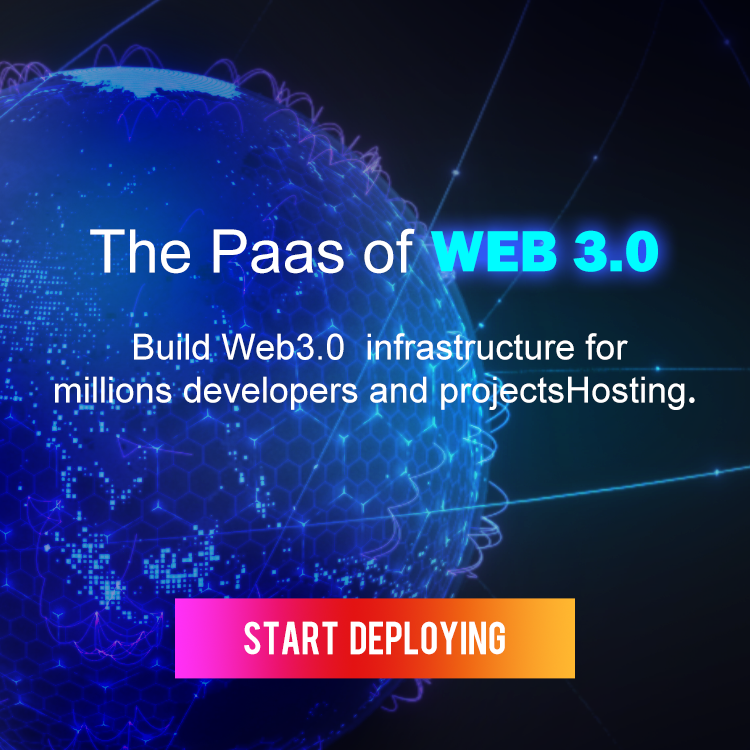 The Paas of WEB 3.0
Build Web3.0  infrastructure for
millions developers and projectsHosting.
START DEPLOYING